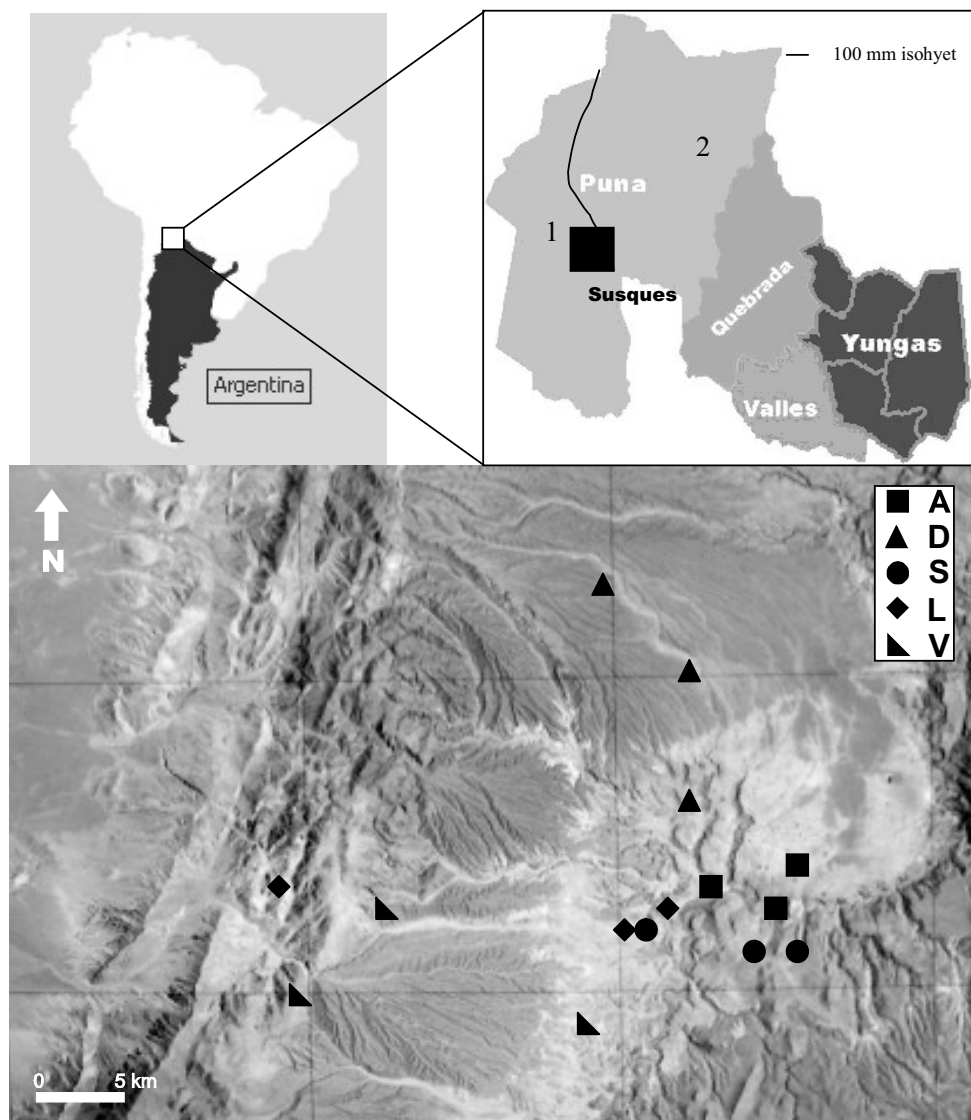 100 mm isohyet
2
Puna
1
Susques
Quebrada
Yungas
Valles
Argentina
N
A
D
S
L
V
0 5 km